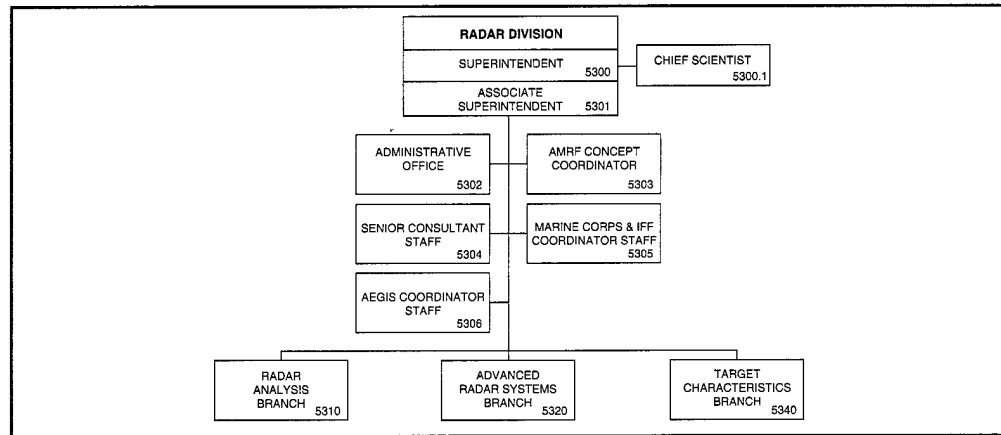 RADAR DIVISION
SUPERINTENDENT
5300
CHIEF SCIENTIST
5300.1
ASSOCIATE
SUPERINTENDENT
5301
ADMINISTRATIVE
OFFICE
5302
AMRF CONCEPT
COORDINATOR
5303
SENIOR CONSULTANT
STAFF
5304
MARINE CORPS & IFF
COORDINATOR STAFF
5305
AEGIS COORDINATOR
STAFF
5306
RADAR
ANALYSIS
BRANCH
5310
ADVANCED
RADAR SYSTEMS
BRANCH
5320
TARGET
CHARACTERISTICS
BRANCH
5340